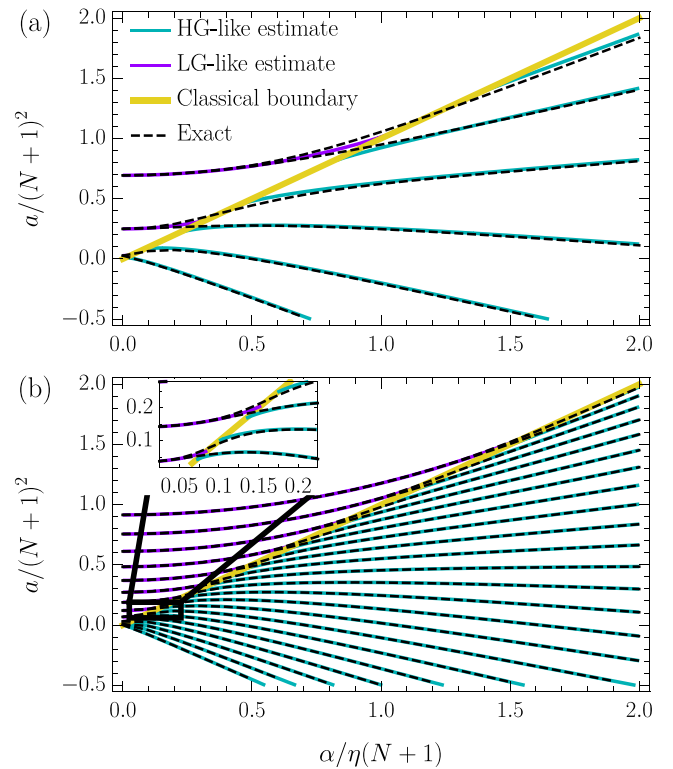 (a)
HG-like estimate
LG-like estimate
Classical boundary
Exact
a/(N + 1)²
2.0
1.5
1.0
0.5
0.0
−0.5
0.0 0.5 1.0 1.5 2.0
(b)
a/(N + 1)²
2.0
1.5
1.0
0.5
0.0
−0.5
0.2
0.1
0.05 0.1 0.15 0.2
0.0 0.5 1.0 1.5 2.0
α/η(N + 1)